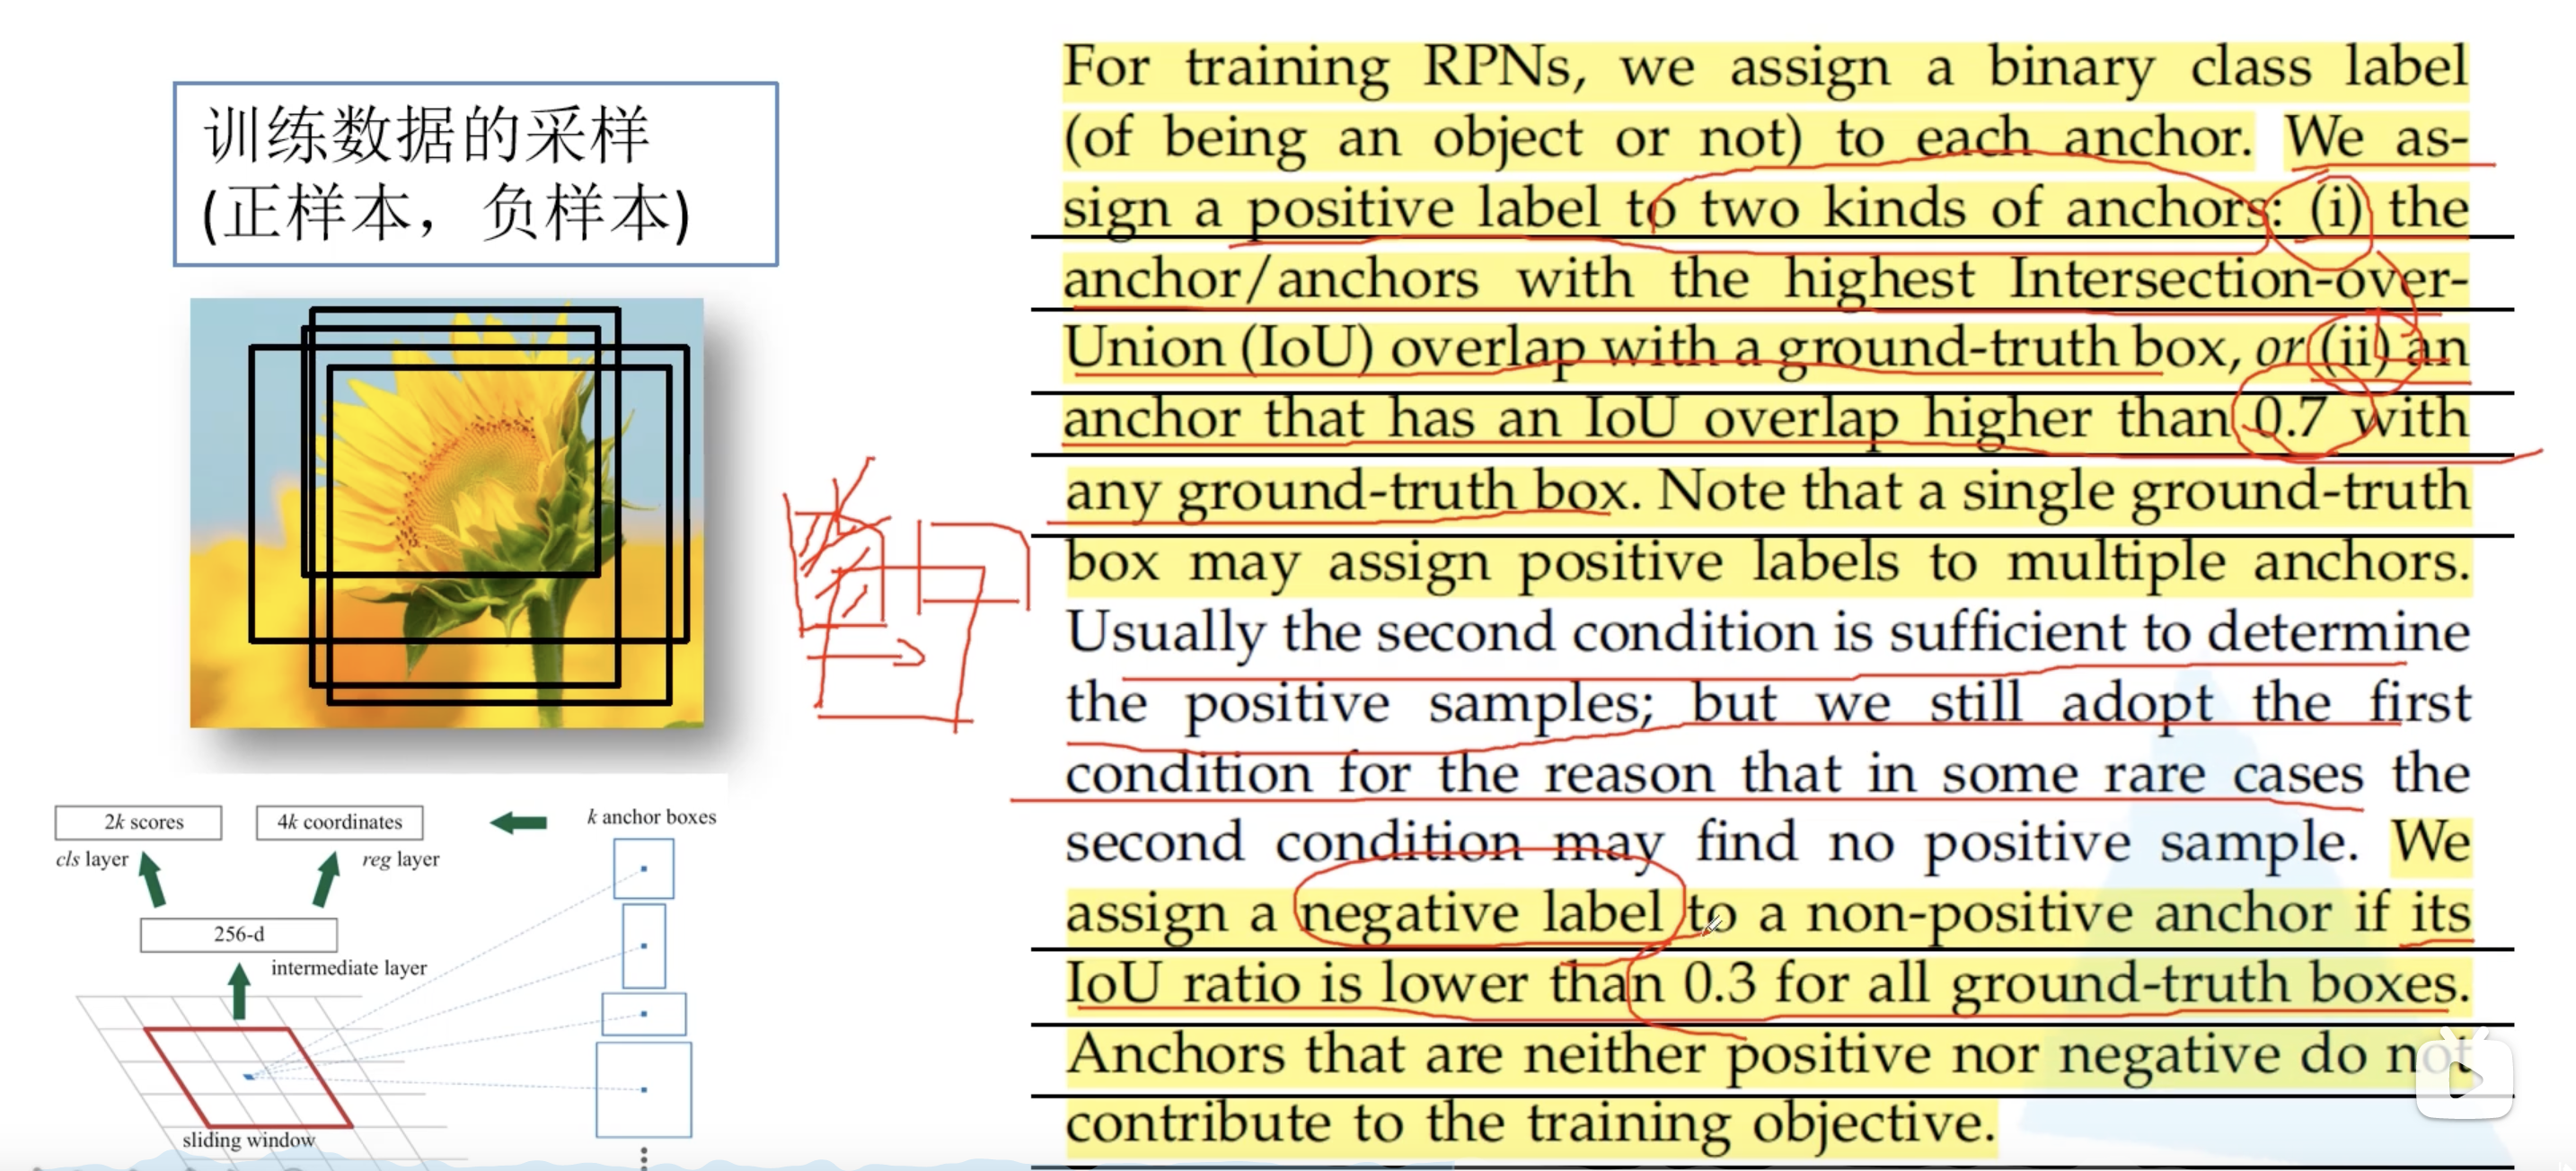 训练数据的采样
(正样本，负样本)
2k scores
4k coordinates
k anchor boxes
cls layer
reg layer
256-d
intermediate layer
sliding window
For training RPNs, we assign a binary class label
(of being an object or not) to each anchor. We as-
sign a positive label to two kinds of anchors: (i) the
anchor/anchors with the highest Intersection-over-
Union (IoU) overlap with a ground-truth box, or (ii) an
anchor that has an IoU overlap higher than 0.7 with
any ground-truth box. Note that a single ground-truth
box may assign positive labels to multiple anchors.
Usually the second condition is sufficient to determine
the positive samples; but we still adopt the first
condition for the reason that in some rare cases the
second condition may find no positive sample. We
assign a negative label to a non-positive anchor if its
IoU ratio is lower than 0.3 for all ground-truth boxes.
Anchors that are neither positive nor negative do not
contribute to the training objective.